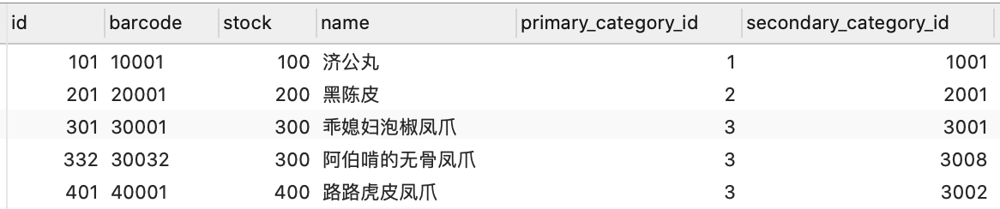 id barcode stock name primary_category_id secondary_category_id
101 10001 100 济公丸 1 1001
201 20001 200 黑陈皮 2 2001
301 30001 300 乖媳妇泡椒凤爪 3 3001
332 30032 300 阿伯啃的无骨凤爪 3 3008
401 40001 400 路路虎皮凤爪 3 3002